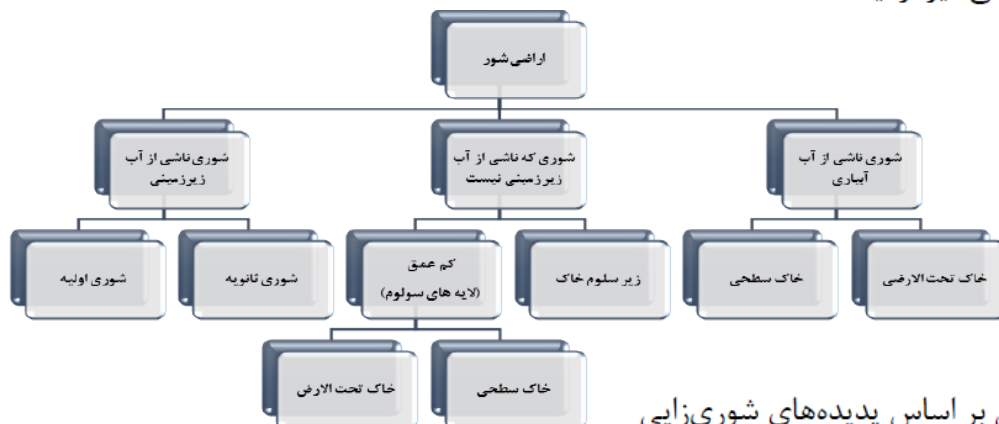 اراضی شور
شوری ناشی از آب
آبیاری
شوری که ناشی از آب
زیرزمینی نیست
شوری ناشی از آب
زیرزمینی
خاک تحت الارضی
خاک سطحی
زیر سلوم خاک
کم عمق
(لایه های سولوم)
شوری ثانویه
شوری اولیه
خاک سطحی
خاک تحت الارض
بر اساس پدیده‌های شوری‌زایی